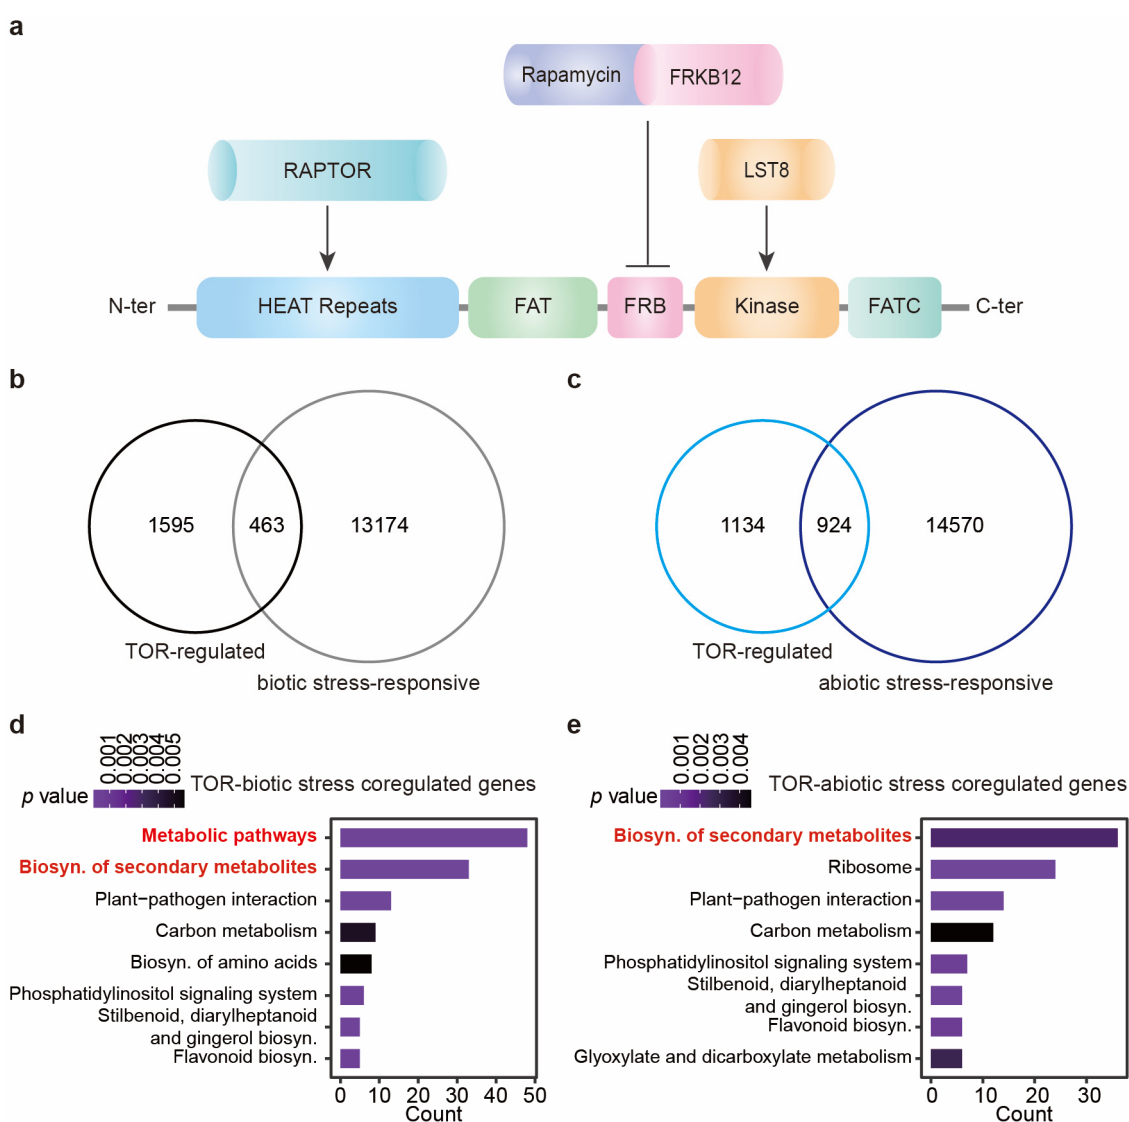 a
Rapamycin
FRKB12
RAPTOR
LST8
N-ter
HEAT Repeats
FAT
FRB
Kinase
FATC
C-ter
b
1595
463
13174
TOR-regulated
biotic stress-responsive
c
1134
924
14570
TOR-regulated
abiotic stress-responsive
d
0.001
0.002
0.003
0.004
0.005
p value
TOR-biotic stress coregulated genes
Metabolic pathways
Biosyn. of secondary metabolites
Plant−pathogen interaction
Carbon metabolism
Biosyn. of amino acids
Phosphatidylinositol signaling system
Stilbenoid, diarylheptanoid
and gingerol biosyn.
Flavonoid biosyn.
0 10 20 30 40 50
Count
e
0.001
0.002
0.003
0.004
p value
TOR-abiotic stress coregulated genes
Biosyn. of secondary metabolites
Ribosome
Plant−pathogen interaction
Carbon metabolism
Phosphatidylinositol signaling system
Stilbenoid, diarylheptanoid
and gingerol biosyn.
Flavonoid biosyn.
Glyoxylate and dicarboxylate metabolism
0 10 20 30
Count